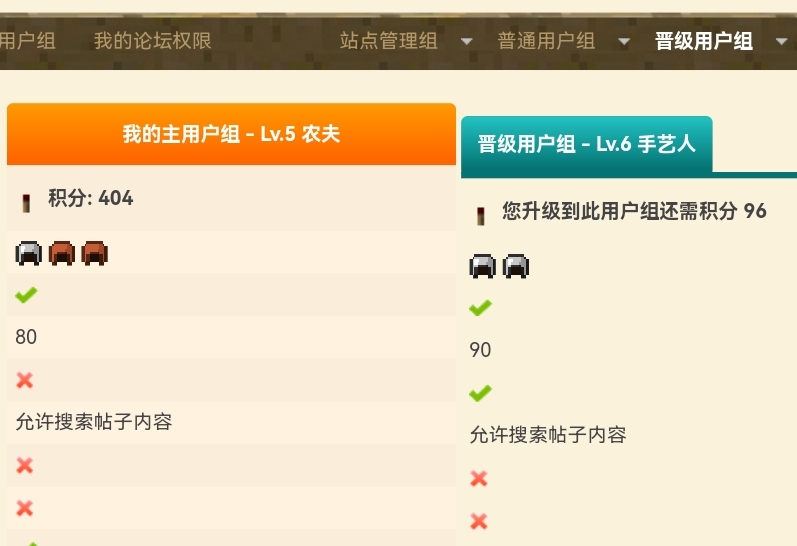 用户组 我的论坛权限 站点管理组 普通用户组 晋级用户组
我的主用户组 - Lv.5 农夫
积分: 404
80
允许搜索帖子内容
晋级用户组 - Lv.6 手艺人
您升级到此用户组还需积分 96
90
允许搜索帖子内容